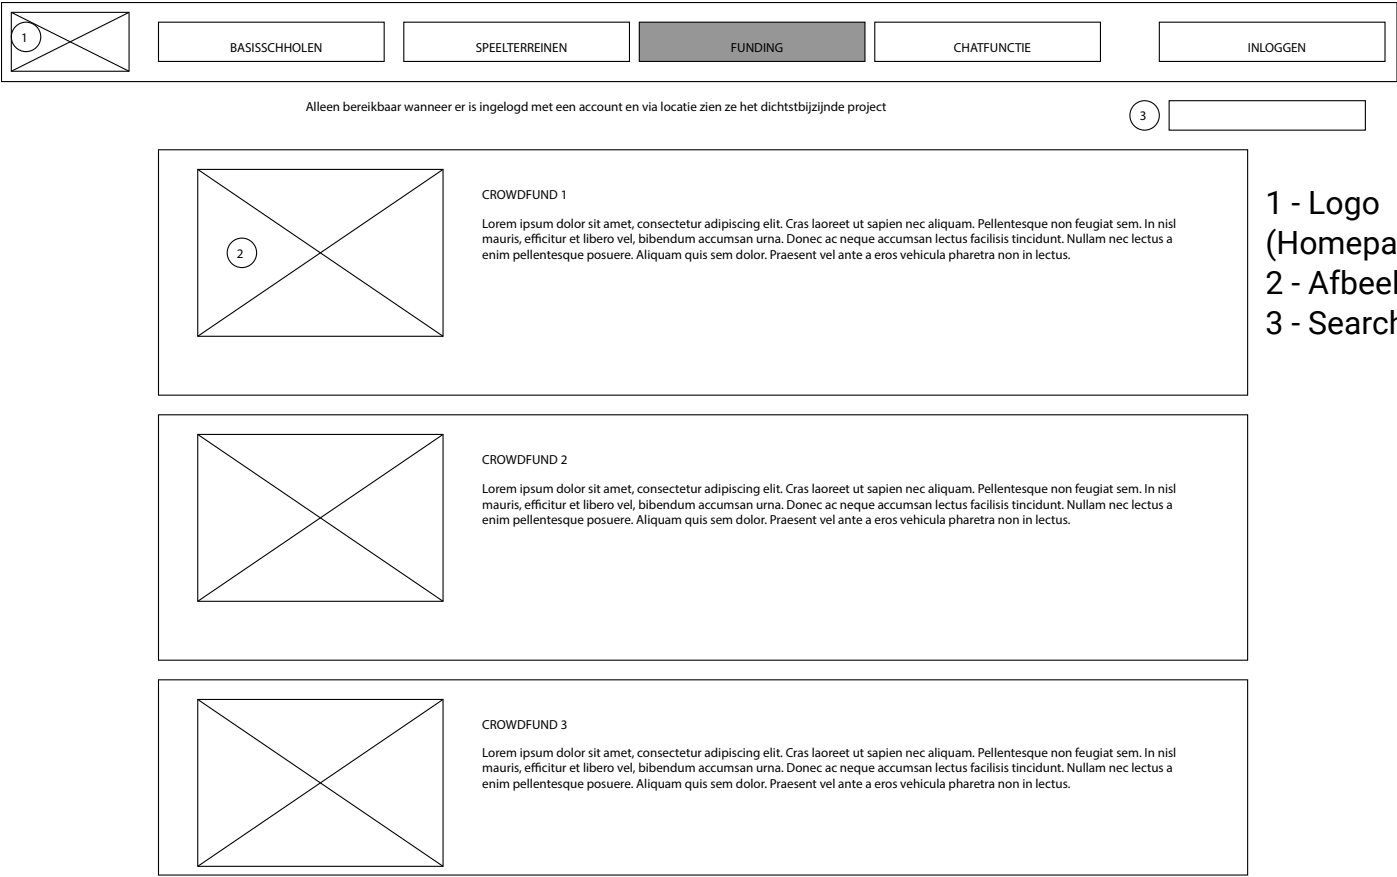 1
BASISSCHHOLEN
SPEELTERREINEN
FUNDING
CHATFUNCTIE
INLOGGEN
Alleen bereikbaar wanneer er is ingelogd met een account en via locatie zien ze het dichtstbijzijnde project
3
CROWDFUND 1
Lorem ipsum dolor sit amet, consectetur adipiscing elit. Cras laoreet ut sapien nec aliquam. Pellentesque non feugiat sem. In nisl
mauris, efficitur et libero vel, bibendum accumsan urna. Donec ac neque accumsan lectus facilisis tincidunt. Nullam nec lectus a
enim pellentesque posuere. Aliquam quis sem dolor. Praesent vel ante a eros vehicula pharetra non in lectus.
2
1 - Logo
(Homepa
2 - Afbeel
3 - Search
CROWDFUND 2
Lorem ipsum dolor sit amet, consectetur adipiscing elit. Cras laoreet ut sapien nec aliquam. Pellentesque non feugiat sem. In nisl
mauris, efficitur et libero vel, bibendum accumsan urna. Donec ac neque accumsan lectus facilisis tincidunt. Nullam nec lectus a
enim pellentesque posuere. Aliquam quis sem dolor. Praesent vel ante a eros vehicula pharetra non in lectus.
CROWDFUND 3
Lorem ipsum dolor sit amet, consectetur adipiscing elit. Cras laoreet ut sapien nec aliquam. Pellentesque non feugiat sem. In nisl
mauris, efficitur et libero vel, bibendum accumsan urna. Donec ac neque accumsan lectus facilisis tincidunt. Nullam nec lectus a
enim pellentesque posuere. Aliquam quis sem dolor. Praesent vel ante a eros vehicula pharetra non in lectus.